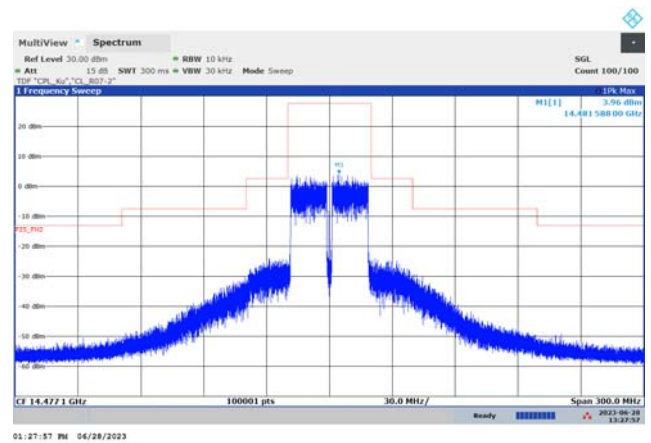 MultiView Spectrum
Ref Level 30.00 dBm RBW 10 kHz SGL
Att 15 dB SWT 300 ms VBW 30 kHz Mode Sweep Count 100/100
TDF "CPL_Ku","CL_R07-2"
1 Frequency Sweep 1Pk Max
M1[1] 3.96 dBm
14.481 588 00 GHz
20 dBm
10 dBm
M1
0 dBm
-10 dBm
-20 dBm
-30 dBm
-40 dBm
-50 dBm
-60 dBm
CF 14.4771 GHz 100001 pts 30.0 MHz/ Span 300.0 MHz
Ready 2023-06-28
13:27:57
01:27:57 PM 06/28/2023